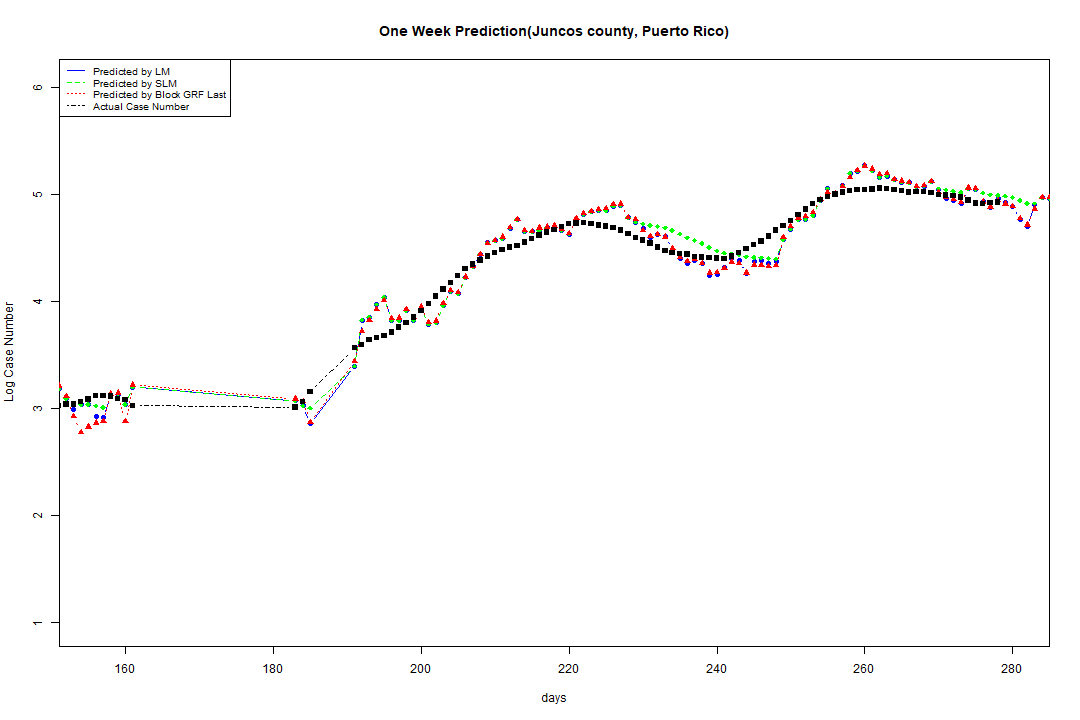 One Week Prediction(Juncos county, Puerto Rico)
Predicted by LM
Predicted by SLM
Predicted by Block GRF Last
Actual Case Number
6
5
4
3
2
1
Log Case Number
160 180 200 220 240 260 280
days